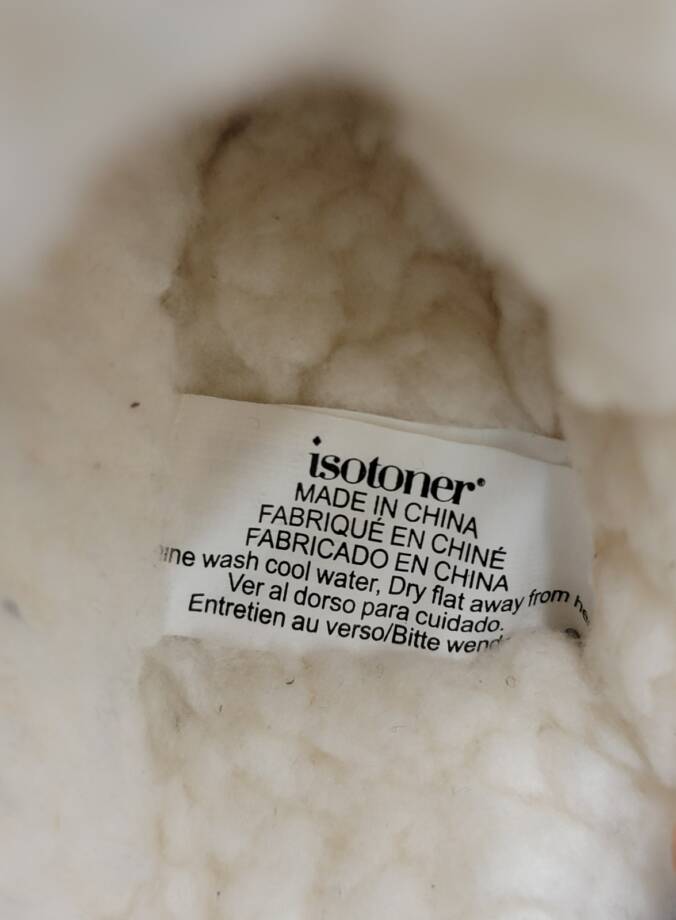 isotoner®
MADE IN CHINA
FABRIQUÉ EN CHINÉ
FABRICADO EN CHINA
wash cool water, Dry flat away from
Ver al dorso para cuidado.
Entretien au verso/Bitte